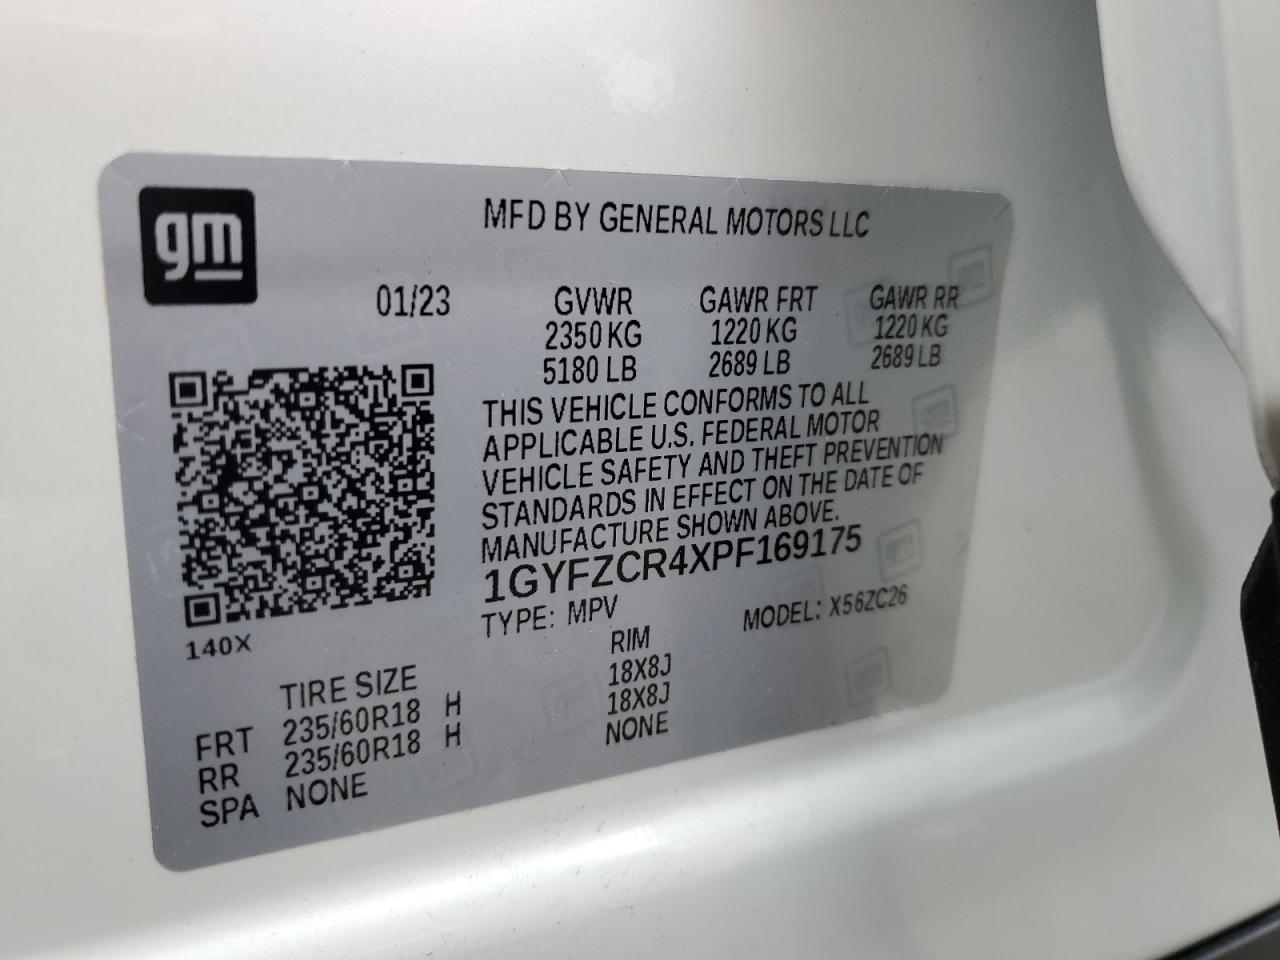 gm
MFD BY GENERAL MOTORS LLC
01/23 GVWR GAWR FRT GAWR RR
2350 KG 1220 KG 1220 KG
5180 LB 2689 LB 2689 LB
THIS VEHICLE CONFORMS TO ALL
APPLICABLE U.S. FEDERAL MOTOR
VEHICLE SAFETY AND THEFT PREVENTION
STANDARDS IN EFFECT ON THE DATE OF
MANUFACTURE SHOWN ABOVE.
1GYFZCR4XPF169175
TYPE: MPV MODEL: X56ZC26
140X
TIRE SIZE RIM
FRT 235/60R18 H 18X8J
RR 235/60R18 H 18X8J
SPA NONE NONE